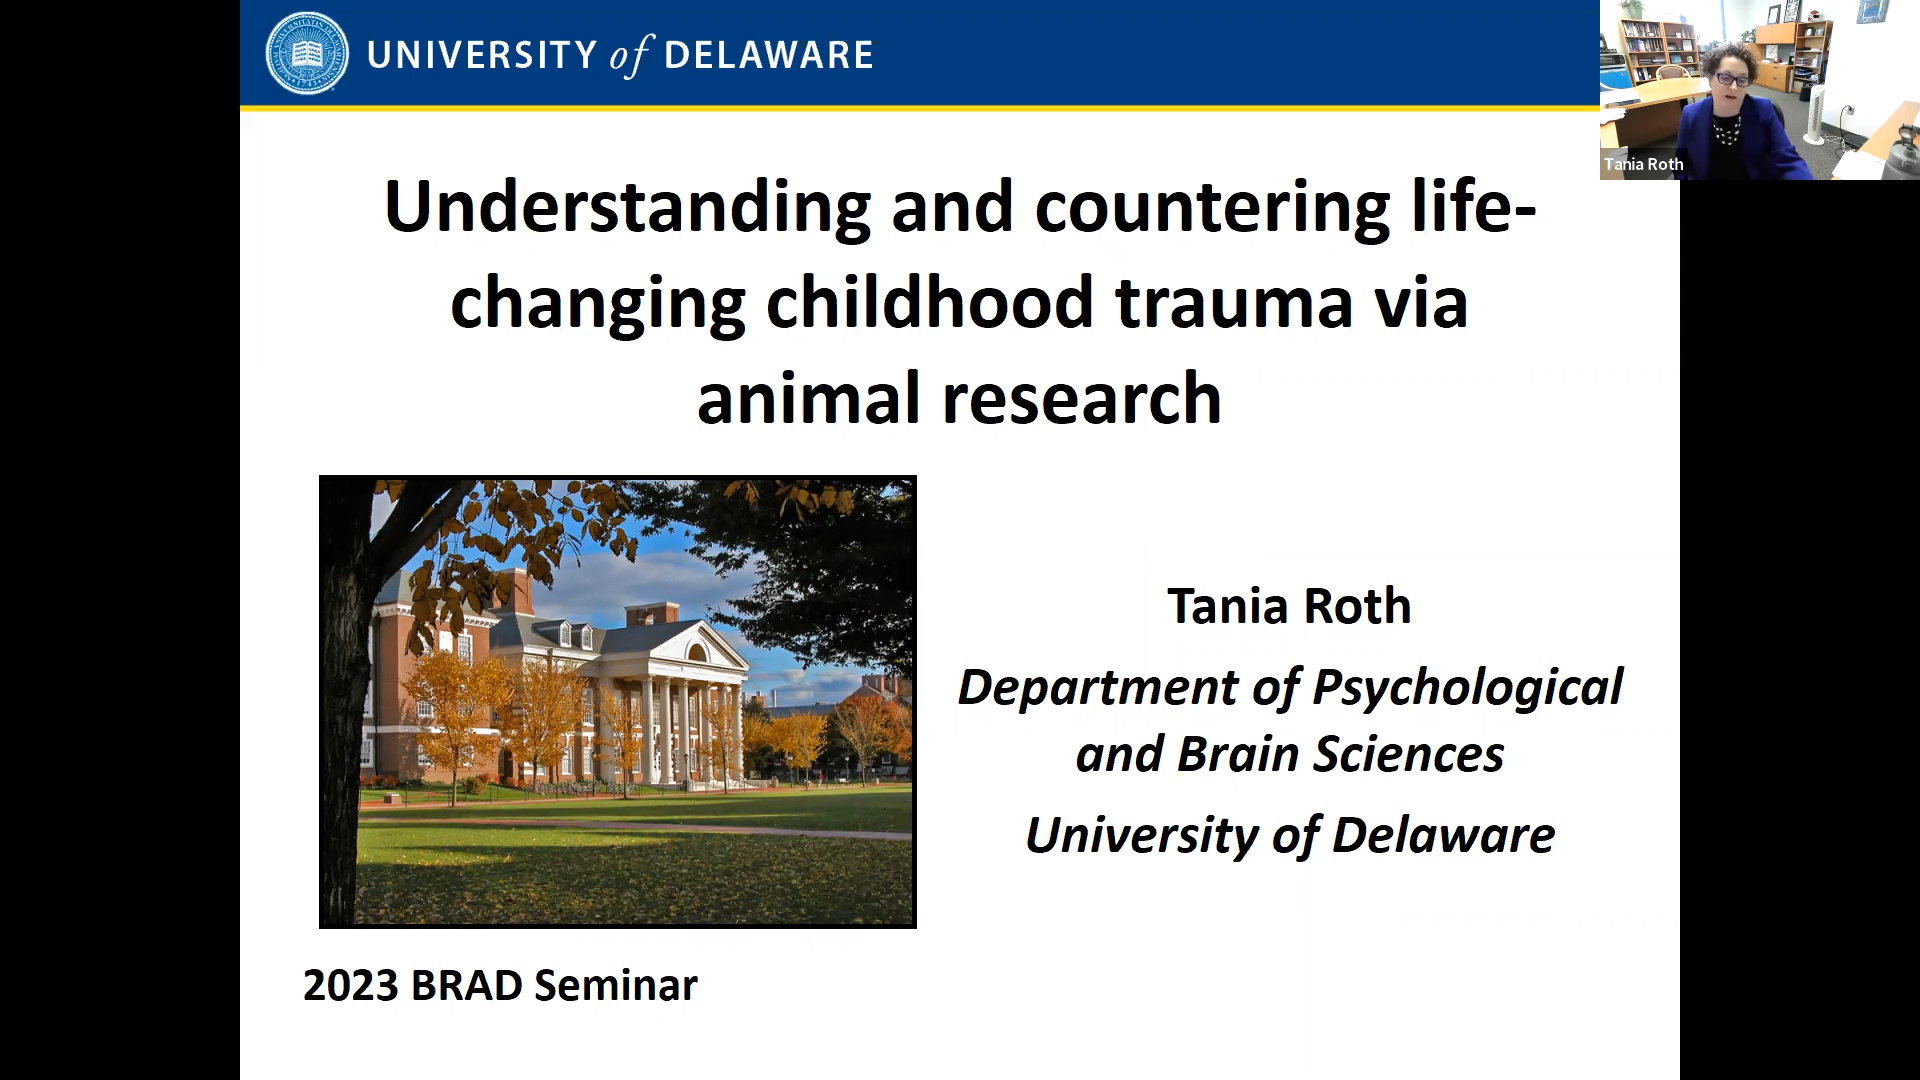 UNIVERSITY of DELAWARE
Tania Roth
Understanding and countering life-
changing childhood trauma via
animal research
Tania Roth
Department of Psychological
and Brain Sciences
University of Delaware
2023 BRAD Seminar